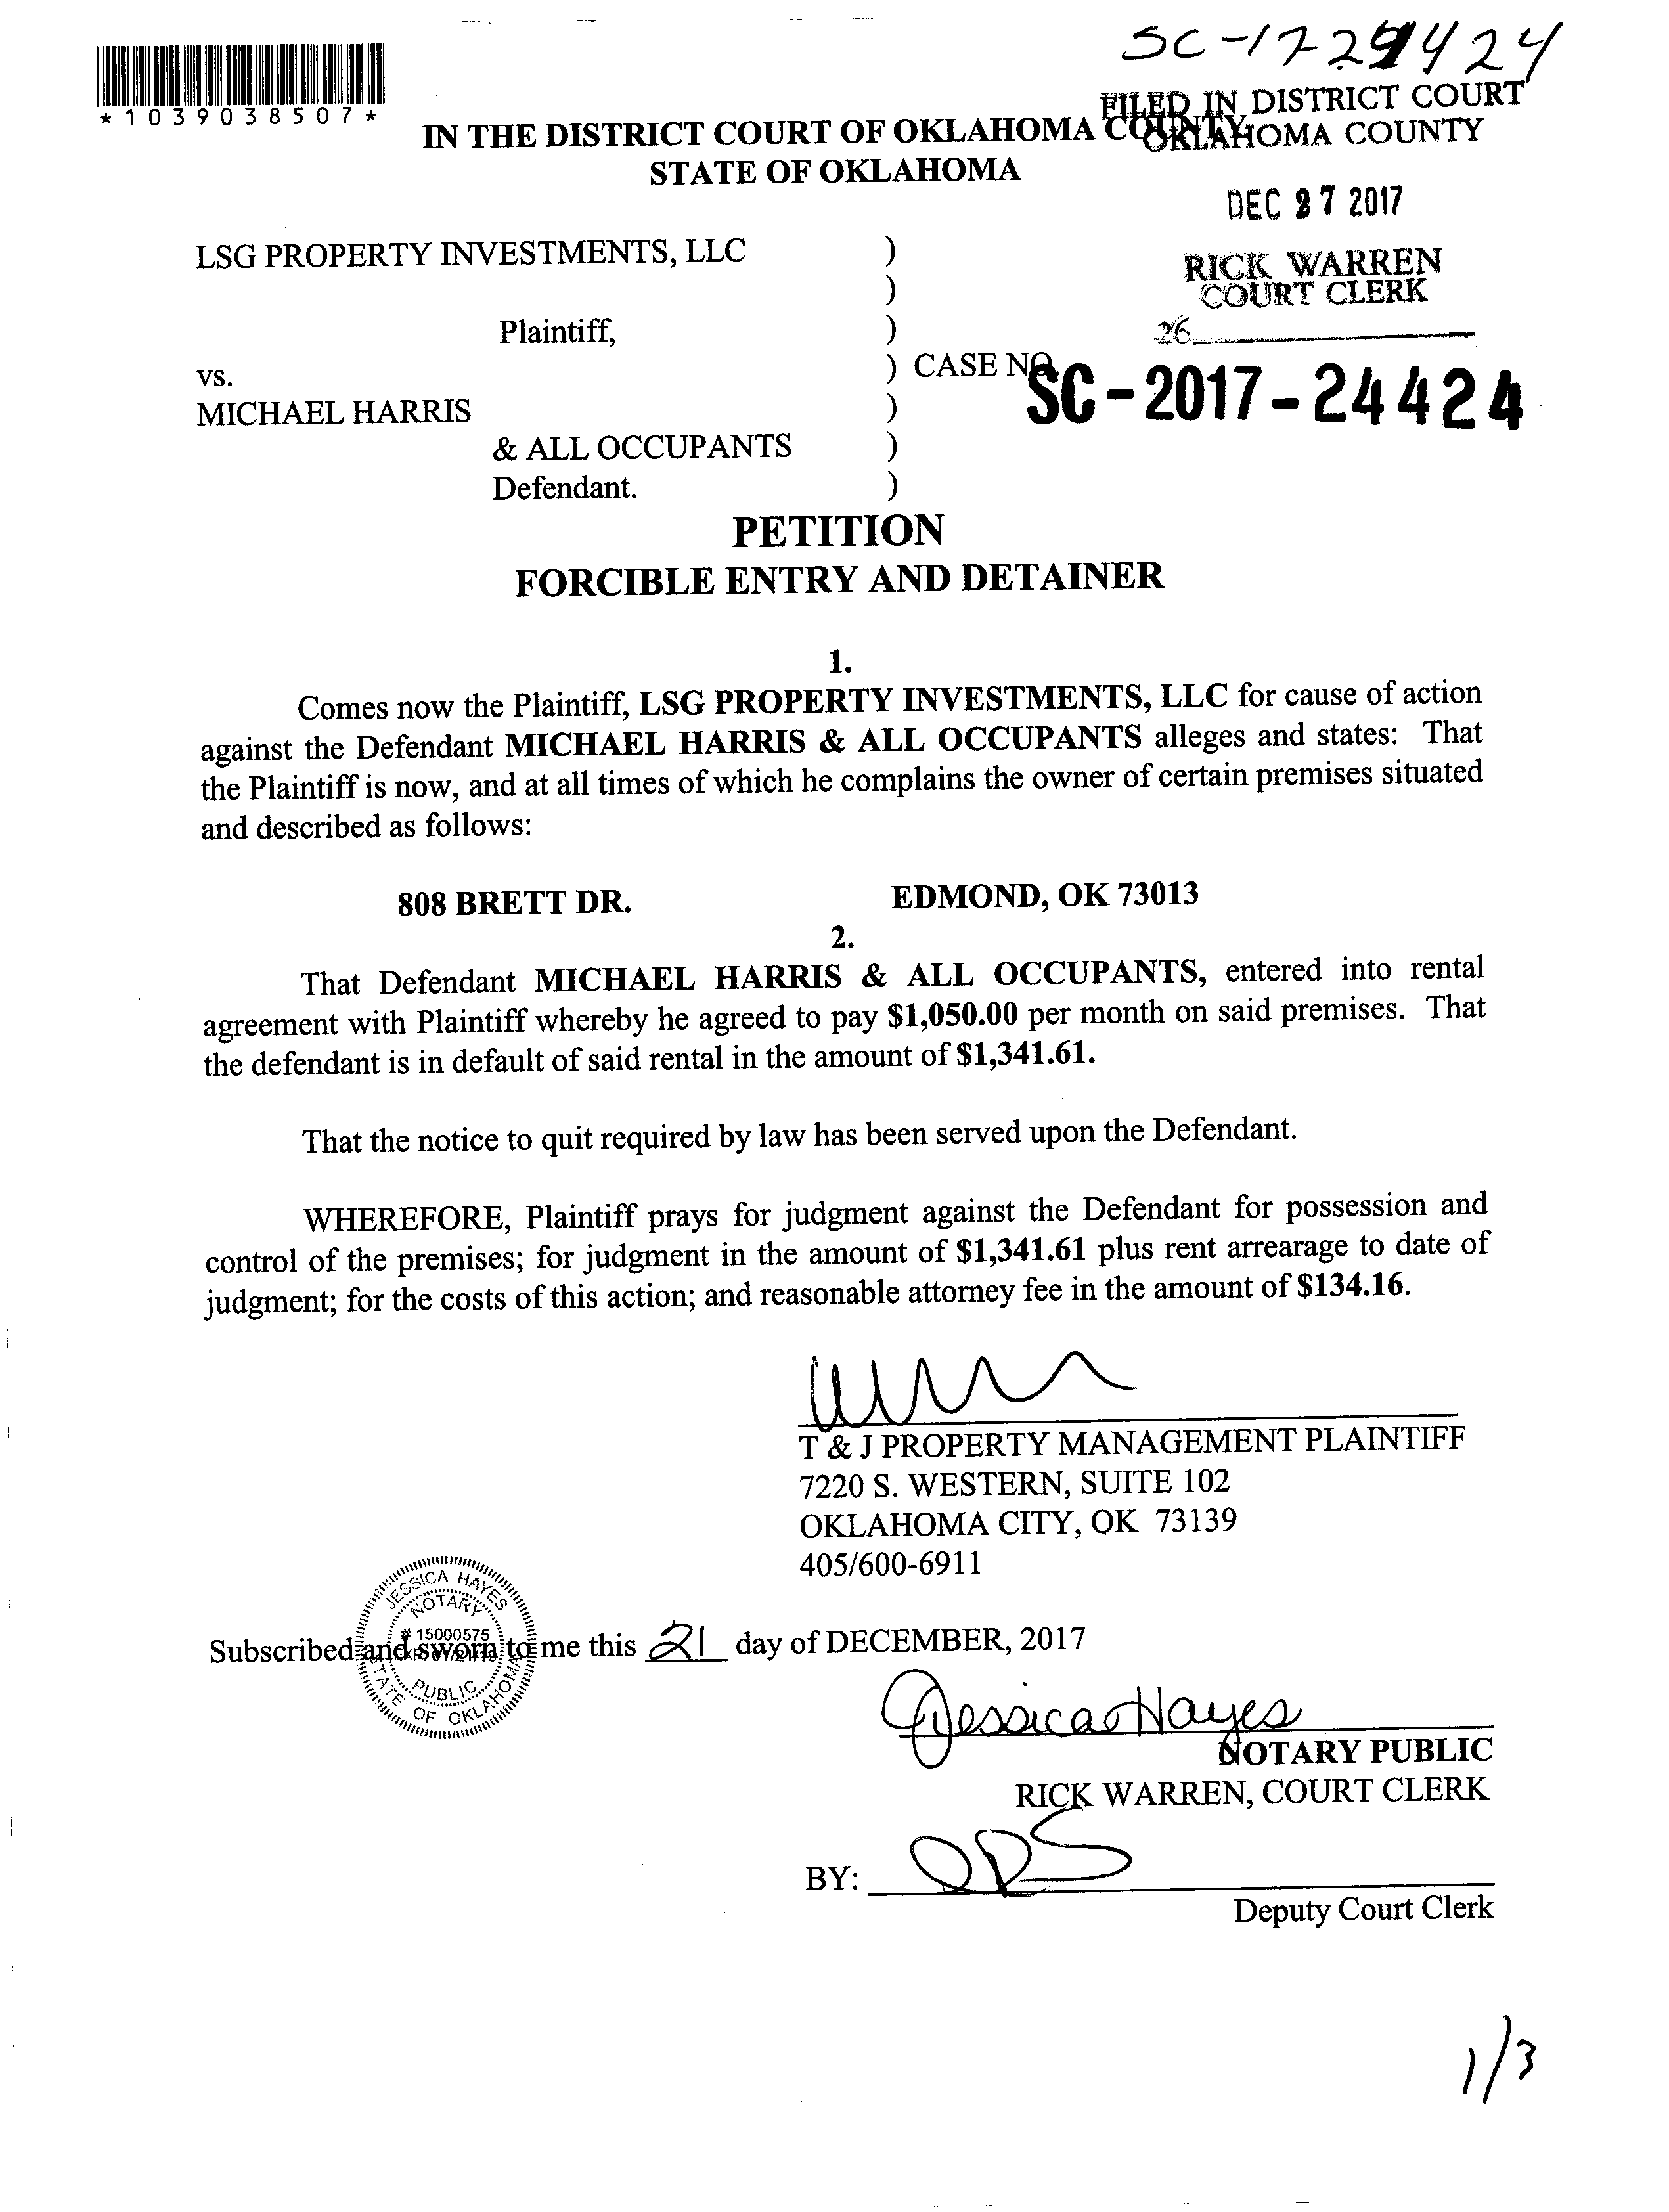 SC-17-24424
*1039038507*
FILED IN DISTRICT COURT
OKLAHOMA COUNTY
IN THE DISTRICT COURT OF OKLAHOMA COUNTY
STATE OF OKLAHOMA
DEC 27 2017
RICK WARREN
COURT CLERK
26
LSG PROPERTY INVESTMENTS, LLC )
)
Plaintiff, )
vs. ) CASE NO.
SC-2017-24424
MICHAEL HARRIS )
& ALL OCCUPANTS )
Defendant. )
PETITION
FORCIBLE ENTRY AND DETAINER
1.
Comes now the Plaintiff, LSG PROPERTY INVESTMENTS, LLC for cause of action
against the Defendant MICHAEL HARRIS & ALL OCCUPANTS alleges and states: That
the Plaintiff is now, and at all times of which he complains the owner of certain premises situated
and described as follows:
808 BRETT DR. EDMOND, OK 73013
2.
That Defendant MICHAEL HARRIS & ALL OCCUPANTS, entered into rental
agreement with Plaintiff whereby he agreed to pay $1,050.00 per month on said premises. That
the defendant is in default of said rental in the amount of $1,341.61.
That the notice to quit required by law has been served upon the Defendant.
WHEREFORE, Plaintiff prays for judgment against the Defendant for possession and
control of the premises; for judgment in the amount of $1,341.61 plus rent arrearage to date of
judgment; for the costs of this action; and reasonable attorney fee in the amount of $134.16.
T & J PROPERTY MANAGEMENT PLAINTIFF
7220 S. WESTERN, SUITE 102
OKLAHOMA CITY, OK 73139
405/600-6911
JESSICA HAYES
NOTARY
# 15000575
PUBLIC
STATE OF OKLAHOMA
Subscribed and sworn to me this 21 day of DECEMBER, 2017
Jessica Hayes
NOTARY PUBLIC
RICK WARREN, COURT CLERK
BY:
Deputy Court Clerk
1/3